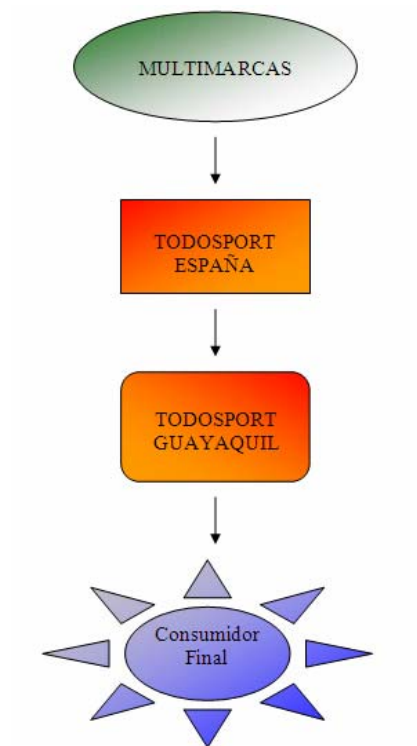 MULTIMARCAS
TODOSPORT
ESPAÑA
TODOSPORT
GUAYAQUIL
Consumidor
Final